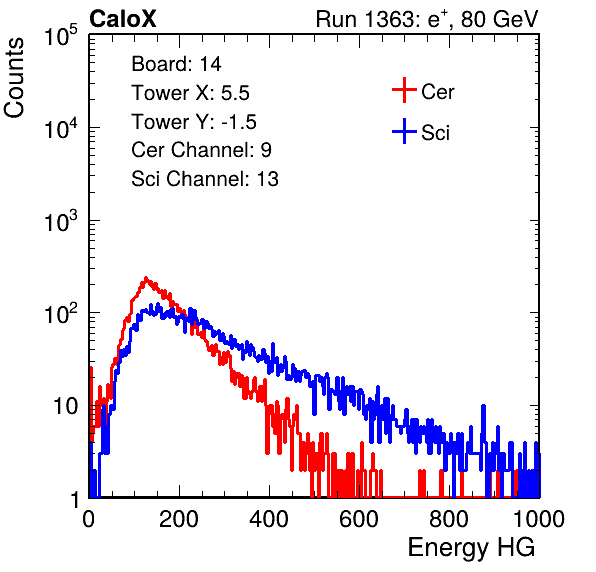 CaloX Run 1363: e+, 80 GeV
Counts
Board: 14
Tower X: 5.5
Tower Y: -1.5
Cer Channel: 9
Sci Channel: 13
Cer
Sci
10^5
10^4
10^3
10^2
10
1
0 200 400 600 800 1000
Energy HG